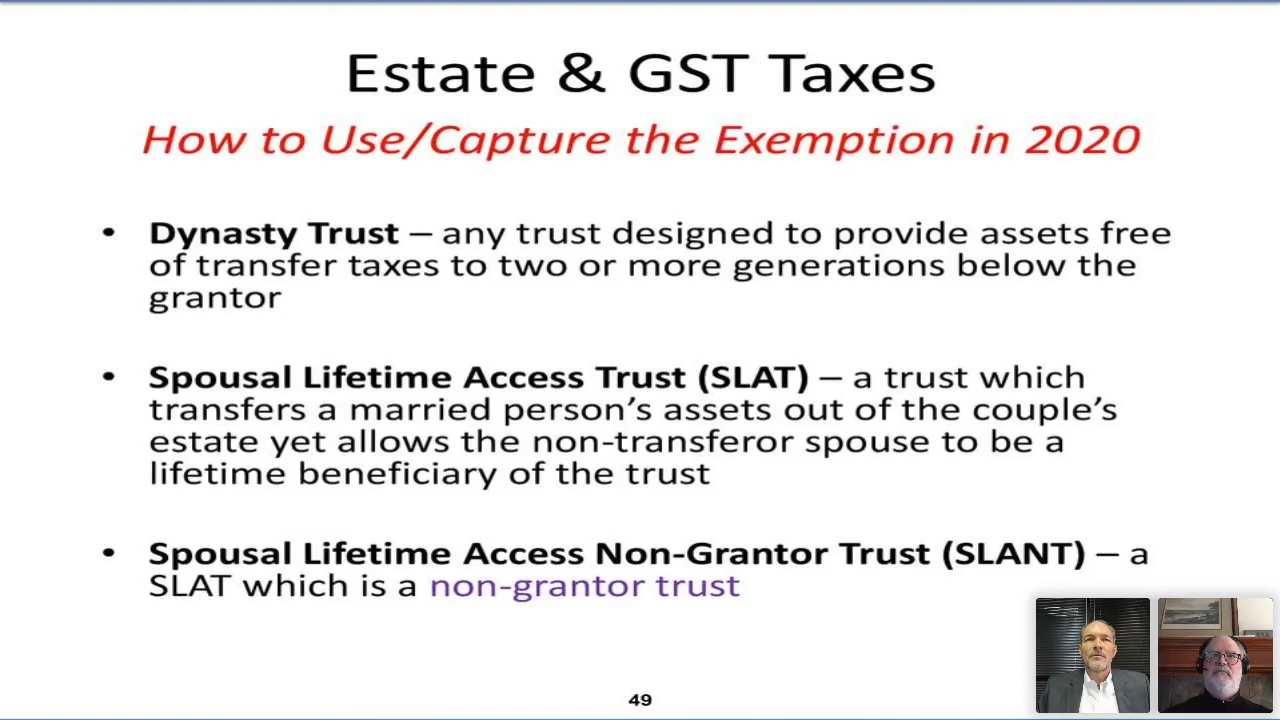 Estate & GST Taxes
How to Use/Capture the Exemption in 2020
• Dynasty Trust – any trust designed to provide assets free
of transfer taxes to two or more generations below the
grantor
• Spousal Lifetime Access Trust (SLAT) – a trust which
transfers a married person’s assets out of the couple’s
estate yet allows the non-transferor spouse to be a
lifetime beneficiary of the trust
• Spousal Lifetime Access Non-Grantor Trust (SLANT) – a
SLAT which is a non-grantor trust
49